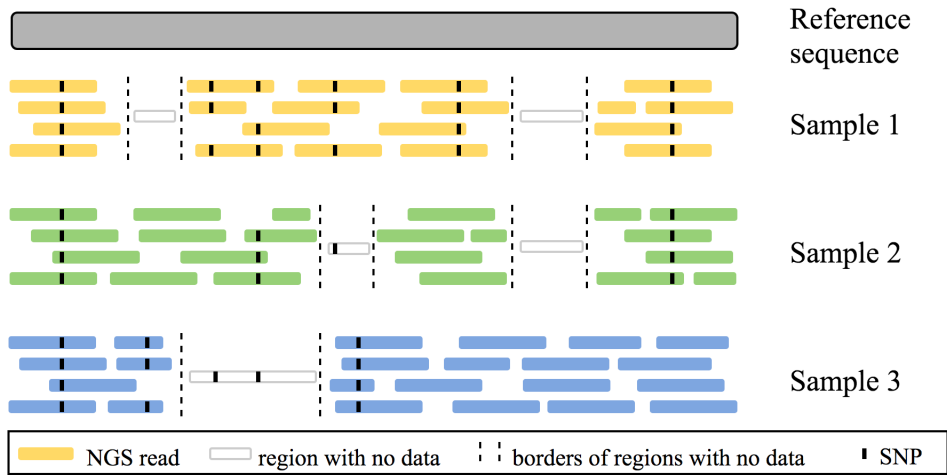 Reference
sequence
Sample 1
Sample 2
Sample 3
NGS read
region with no data
borders of regions with no data
SNP